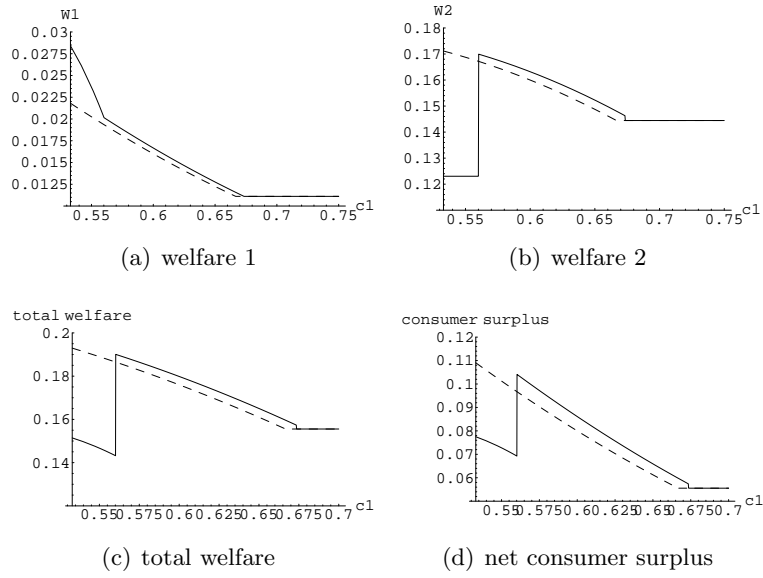 W1
0.03
0.0275
0.025
0.0225
0.02
0.0175
0.015
0.0125
0.55 0.6 0.65 0.7 0.75 c1
(a) welfare 1
W2
0.18
0.17
0.16
0.15
0.14
0.13
0.12
0.55 0.6 0.65 0.7 0.75 c1
(b) welfare 2
total welfare
0.2
0.18
0.16
0.14
0.55 0.575 0.6 0.625 0.65 0.675 0.7 c1
(c) total welfare
consumer surplus
0.12
0.11
0.1
0.09
0.08
0.07
0.06
0.55 0.575 0.60 0.625 0.65 0.675 0.7 c1
(d) net consumer surplus